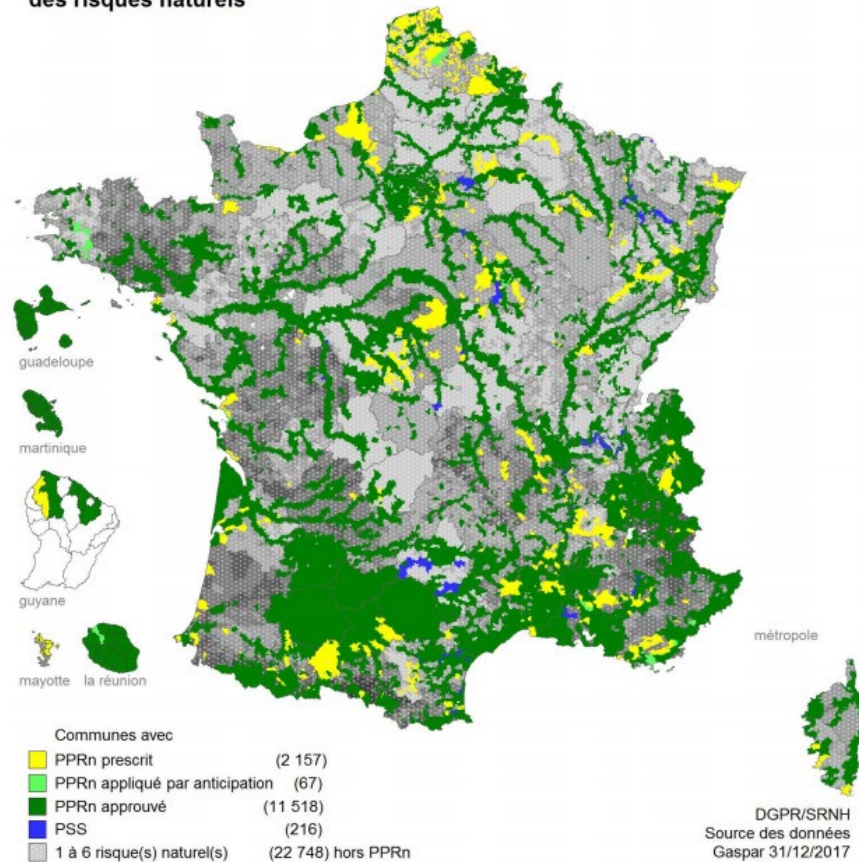 des risques naturels
guadeloupe
martinique
guyane
mayotte
la réunion
métropole
Communes avec
PPRn prescrit (2 157)
PPRn appliqué par anticipation (67)
PPRn approuvé (11 518)
PSS (216)
1 à 6 risque(s) naturel(s) (22 748) hors PPRn
DGPR/SRNH
Source des données
Gaspar 31/12/2017